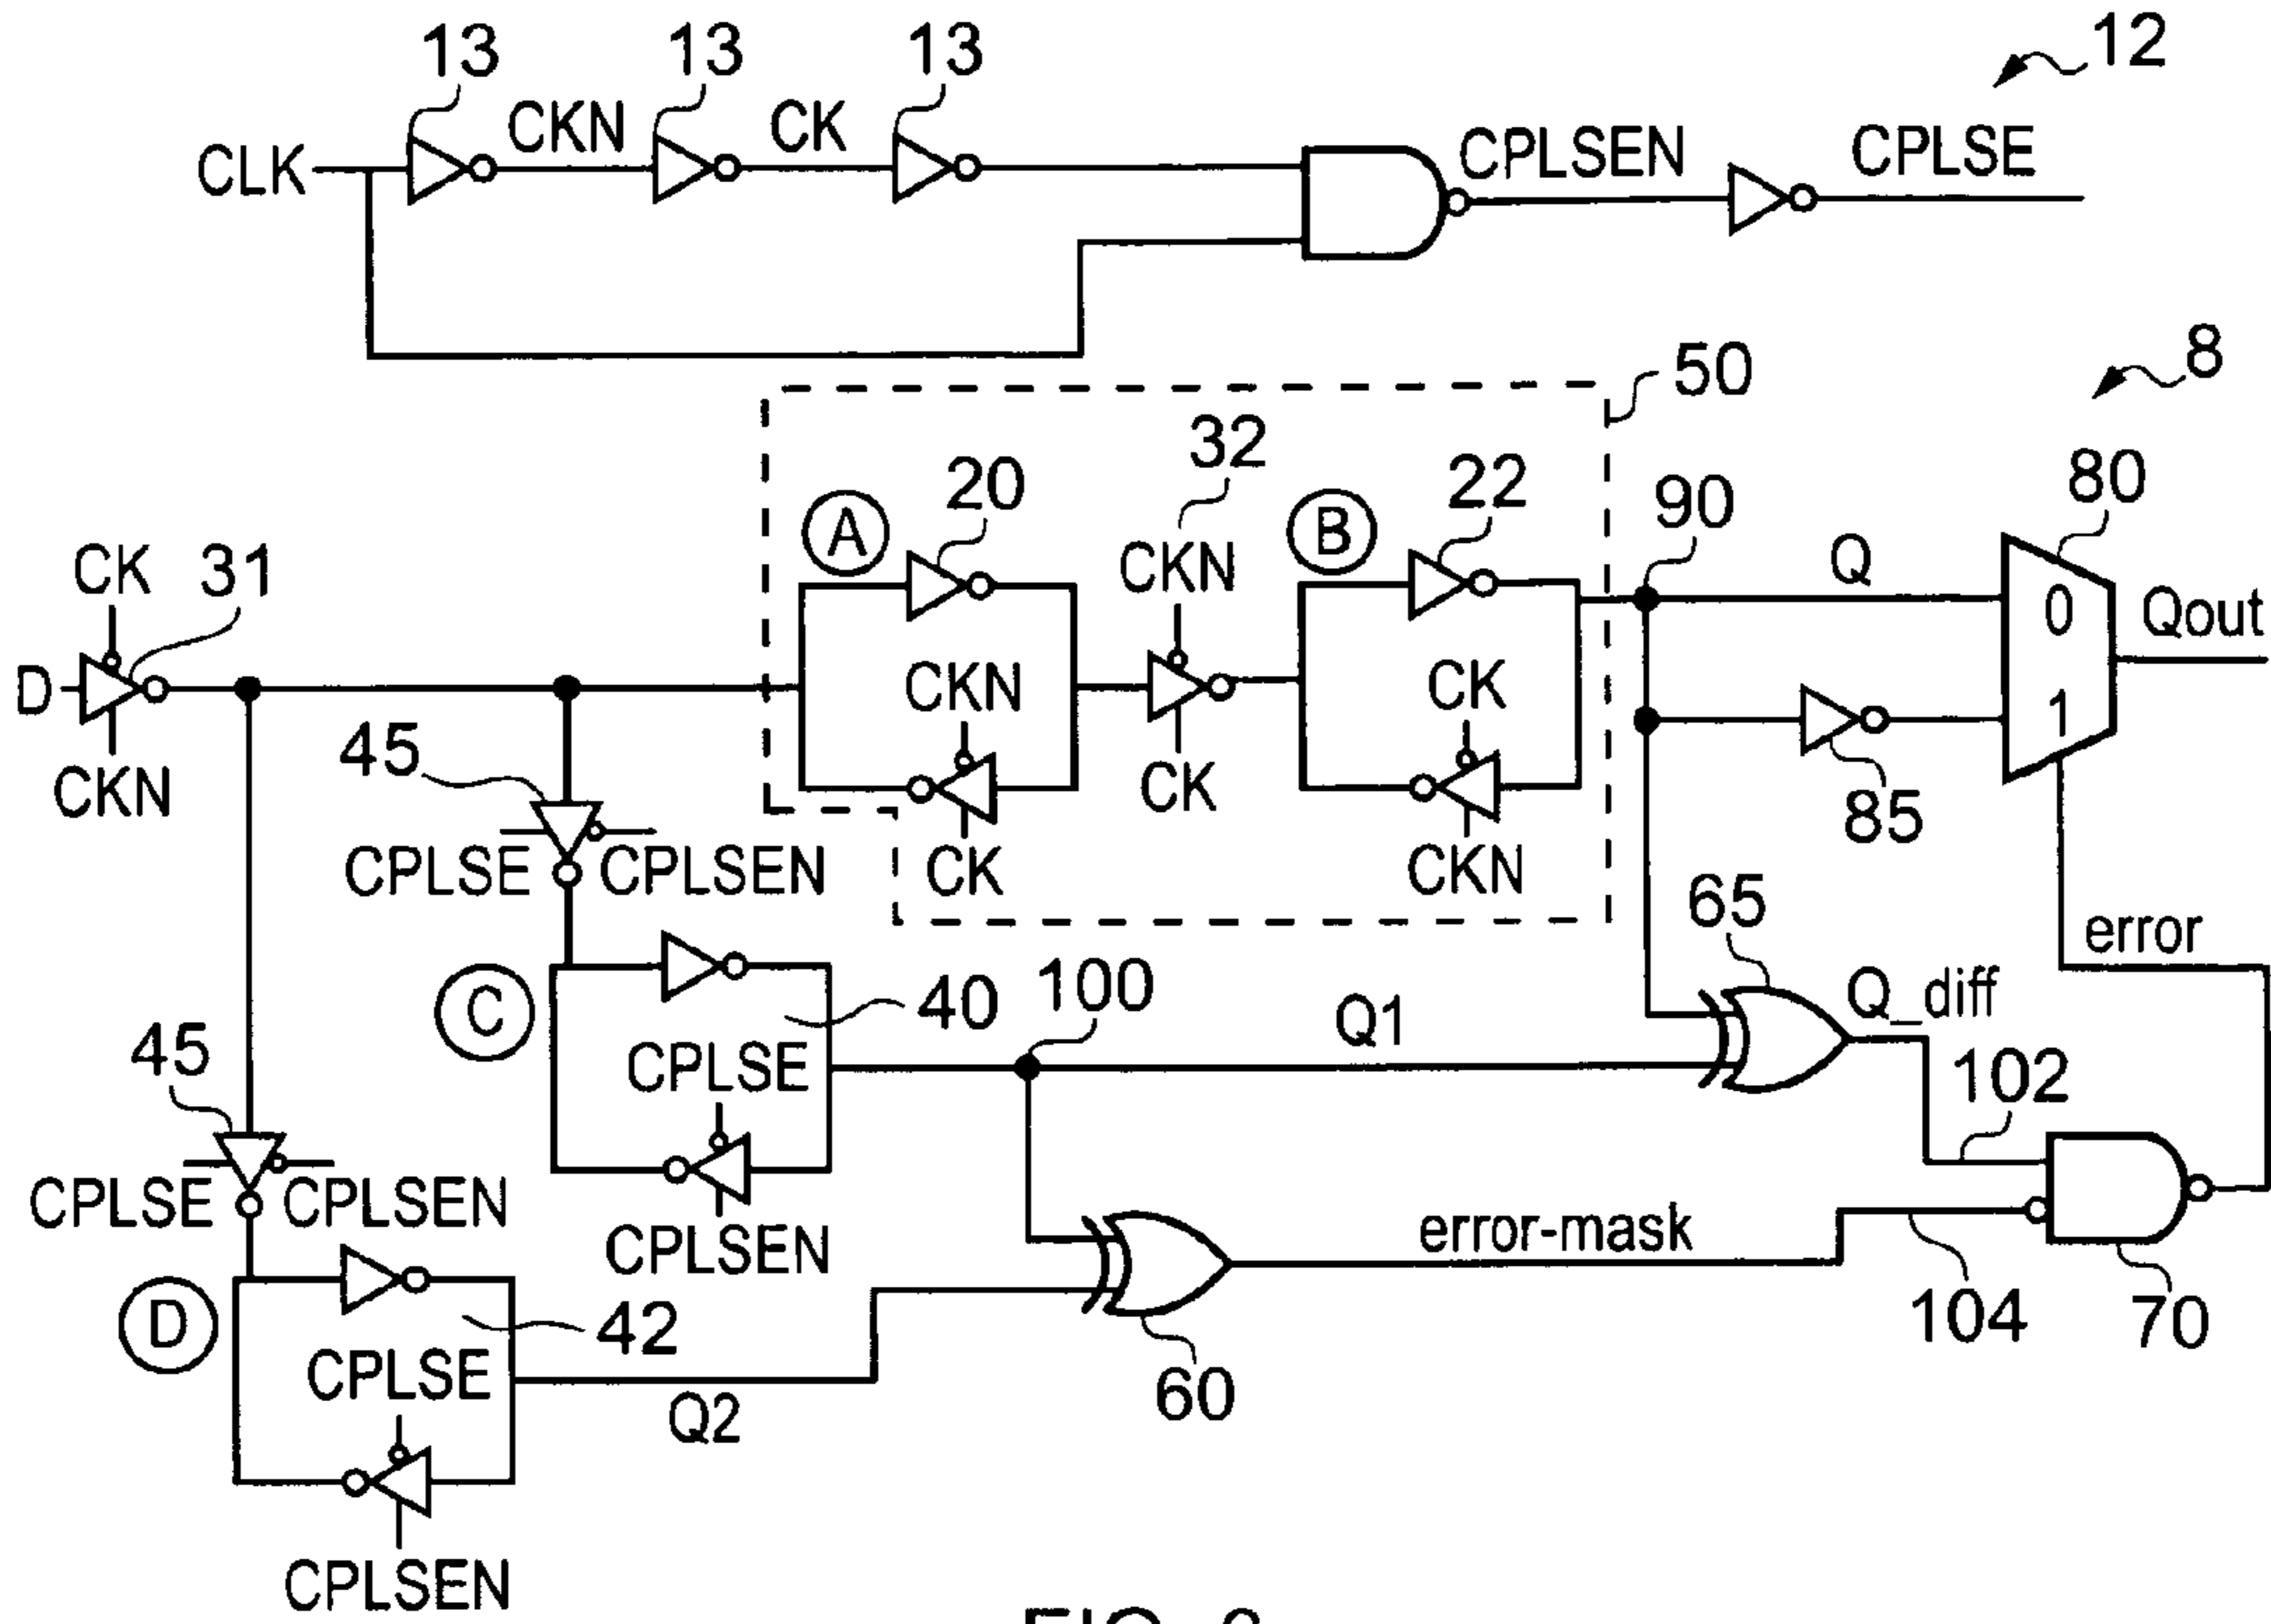 13 13 13 12
CKN CK CPLSEN CPLSE
CLK
8
50
32
20 22 80
A B 90
CK 31 CKN Q
0 Qout
D CKN CK
45 1
CKN CK 85
CPLSE CPLSEN CK CKN
65
error
C 40 100 Q1 Q_diff
45 CPLSE 102
CPLSE CPLSEN CPLSEN error-mask
D 42 104 70
CPLSE 60
Q2
CPLSEN